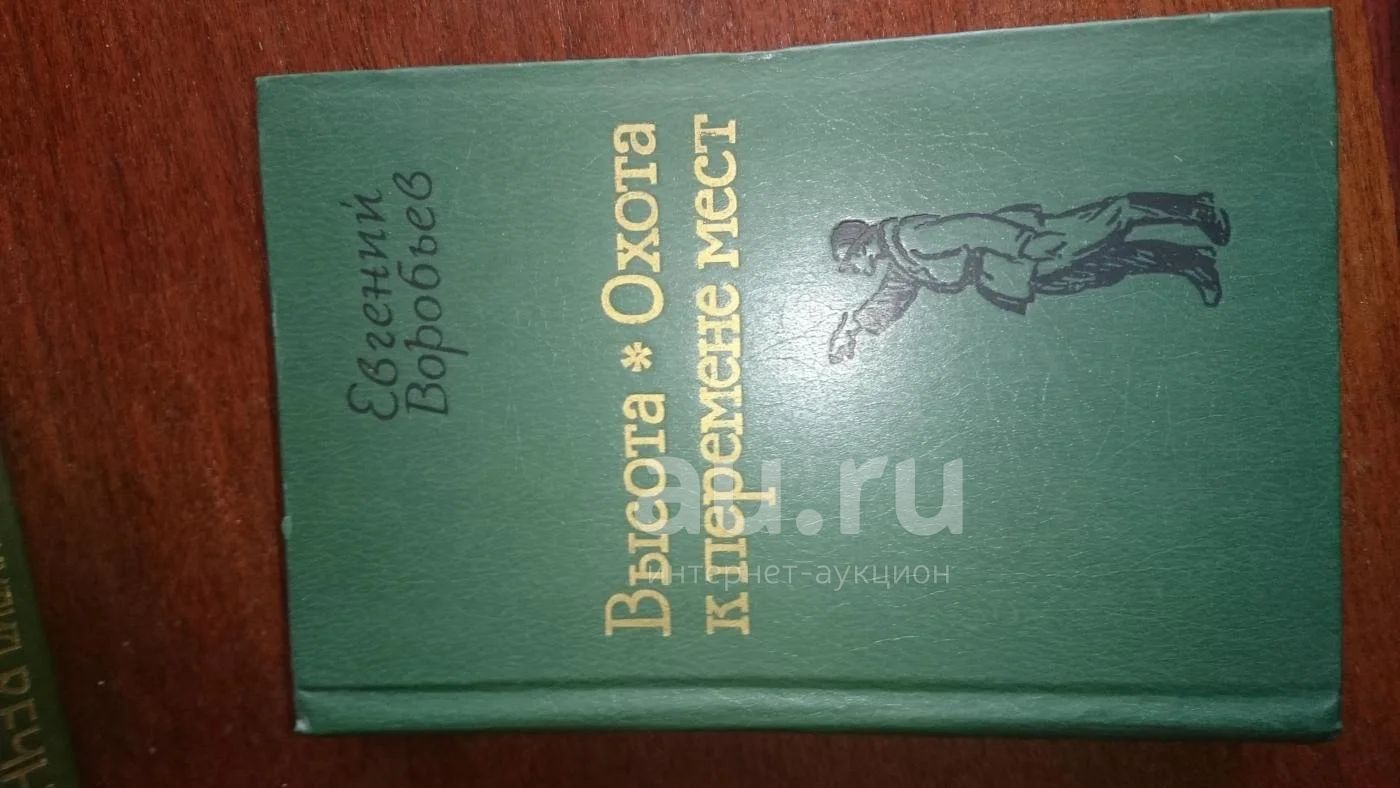 Евгений
Воробьев
Высота * Охота
к перемене мест
au.ru
интернет-аукцион